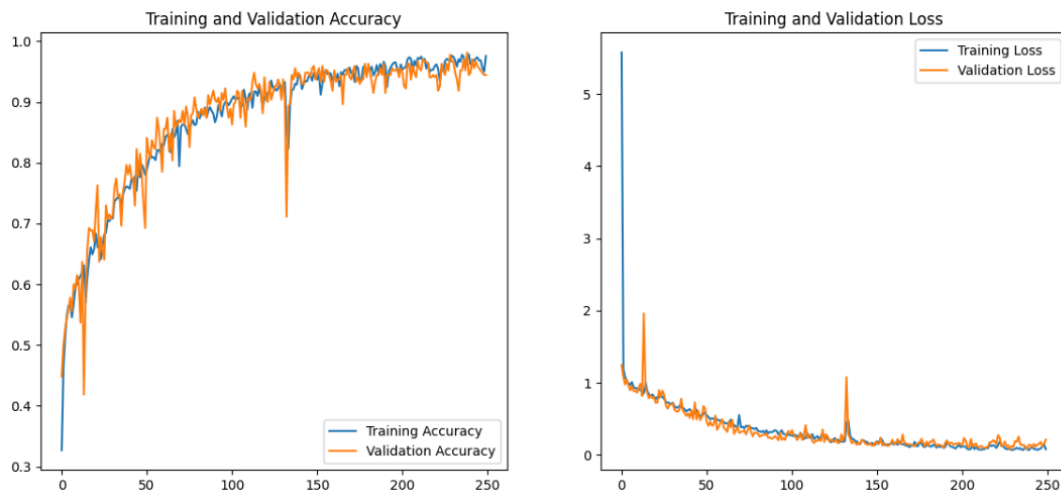 Training and Validation Accuracy
1.0
0.9
0.8
0.7
0.6
0.5
0.4
0.3
0 50 100 150 200 250
Training Accuracy
Validation Accuracy
Training and Validation Loss
5
4
3
2
1
0
0 50 100 150 200 250
Training Loss
Validation Loss